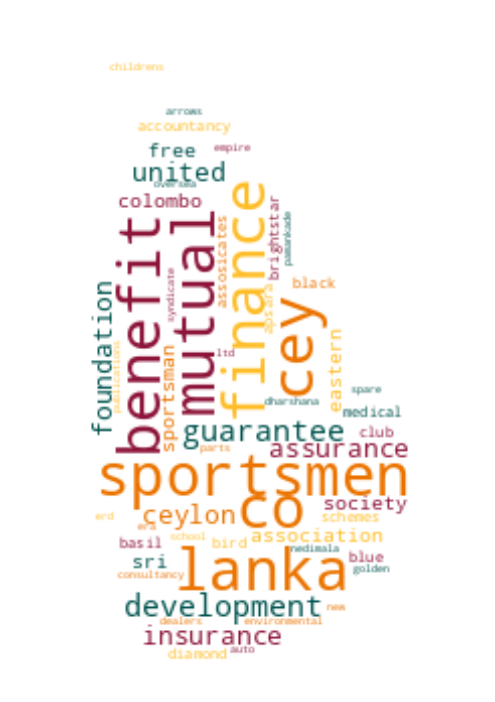 childrens
arrows
accountancy
free
empire
united
oversea
colombo
benefit
mutual
finance
cey
brightstar
pamankade
assosicates
syndicate
apsara
black
foundation
publications
sportsman
eastern
ltd
dharshana
spare
medical
guarantee
club
parts
assurance
sportsmen
co
society
ceylon
erd
schemes
era
school
association
basil
bird
nedimala
blue
sri
golden
lanka
consultancy
development
new
dealers
environmental
insurance
auto
diamond